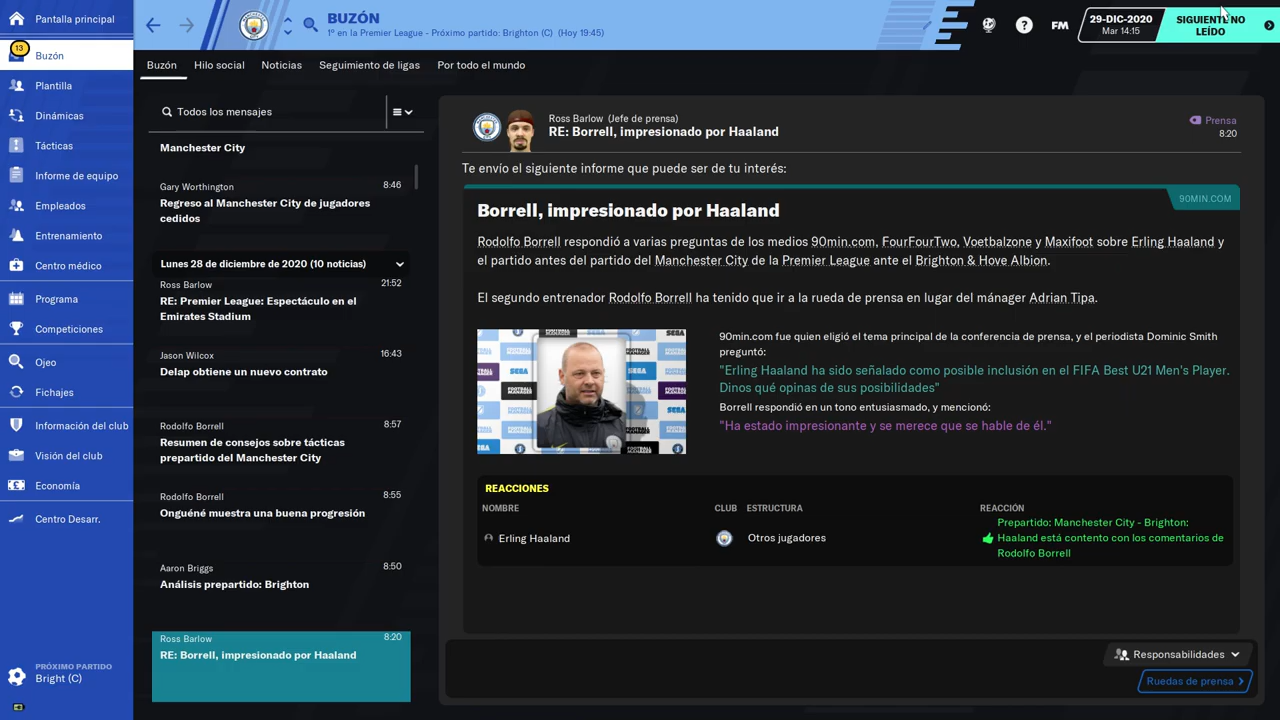 Pantalla principal
BUZÓN
1º en la Premier League - Próximo partido: Brighton (C) (Hoy 19:45)
FM
29-DIC-2020
Mar 14:15
SIGUIENTE NO
LEÍDO
13
Buzón
Plantilla
Dinámicas
Tácticas
Informe de equipo
Empleados
Entrenamiento
Centro médico
Programa
Competiciones
Ojeo
Fichajes
Información del club
Visión del club
Economía
Centro Desarr.
PRÓXIMO PARTIDO
Bright (C)
Buzón
Hilo social
Noticias
Seguimiento de ligas
Por todo el mundo
Todos los mensajes
Manchester City
Gary Worthington
8:46
Regreso al Manchester City de jugadores
cedidos
Lunes 28 de diciembre de 2020 (10 noticias)
Ross Barlow
21:52
RE: Premier League: Espectáculo en el
Emirates Stadium
Jason Wilcox
16:43
Delap obtiene un nuevo contrato
Rodolfo Borrell
8:57
Resumen de consejos sobre tácticas
prepartido del Manchester City
Rodolfo Borrell
8:55
Onguéné muestra una buena progresión
Aaron Briggs
8:50
Análisis prepartido: Brighton
Ross Barlow
8:20
RE: Borrell, impresionado por Haaland
Ross Barlow (Jefe de prensa)
RE: Borrell, impresionado por Haaland
Prensa
8:20
Te envío el siguiente informe que puede ser de tu interés:
90MIN.COM
Borrell, impresionado por Haaland
Rodolfo Borrell respondió a varias preguntas de los medios 90min.com, FourFourTwo, Voetbalzone y Maxifoot sobre Erling Haaland y
el partido antes del partido del Manchester City de la Premier League ante el Brighton & Hove Albion.
El segundo entrenador Rodolfo Borrell ha tenido que ir a la rueda de prensa en lugar del mánager Adrian Tipa.
90min.com fue quien eligió el tema principal de la conferencia de prensa, y el periodista Dominic Smith
preguntó:
"Erling Haaland ha sido señalado como posible inclusión en el FIFA Best U21 Men's Player.
Dinos qué opinas de sus posibilidades"
Borrell respondió en un tono entusiasmado, y mencionó:
"Ha estado impresionante y se merece que se hable de él."
REACCIONES
NOMBRE
CLUB
ESTRUCTURA
REACCIÓN
Erling Haaland
Otros jugadores
Prepartido: Manchester City - Brighton:
Haaland está contento con los comentarios de
Rodolfo Borrell
Responsabilidades
Ruedas de prensa